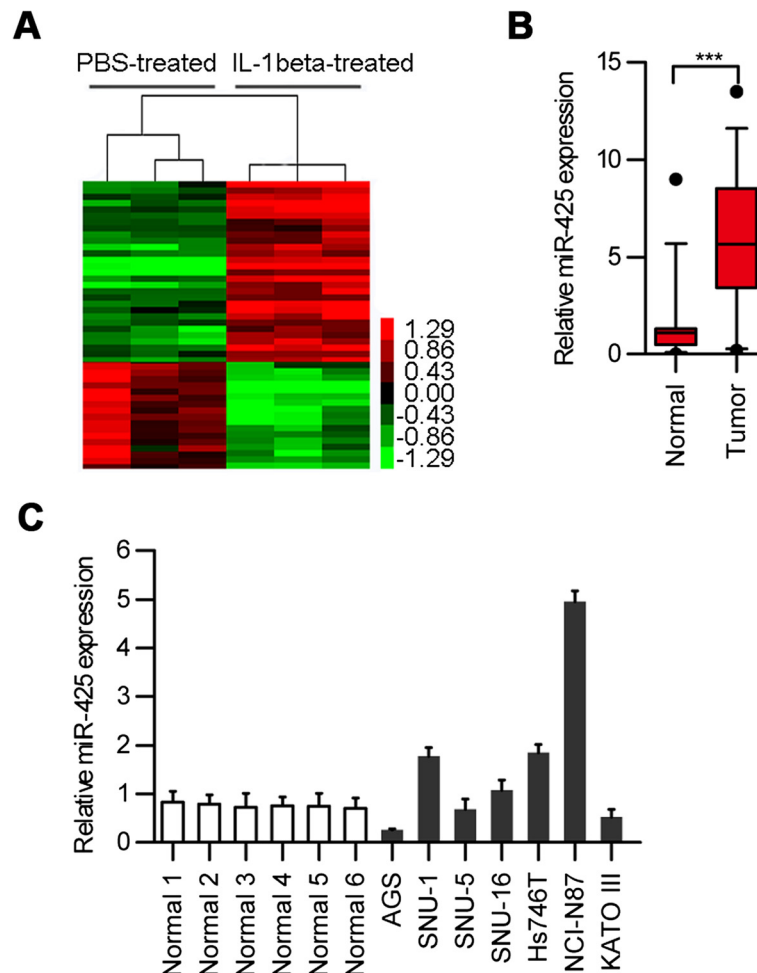 A
PBS-treated IL-1beta-treated
1.29
0.86
0.43
0.00
-0.43
-0.86
-1.29
B
***
Relative miR-425 expression
15
10
5
0
Normal
Tumor
C
Relative miR-425 expression
6
5
4
3
2
1
0
Normal 1
Normal 2
Normal 3
Normal 4
Normal 5
Normal 6
AGS
SNU-1
SNU-5
SNU-16
Hs746T
NCI-N87
KATO III